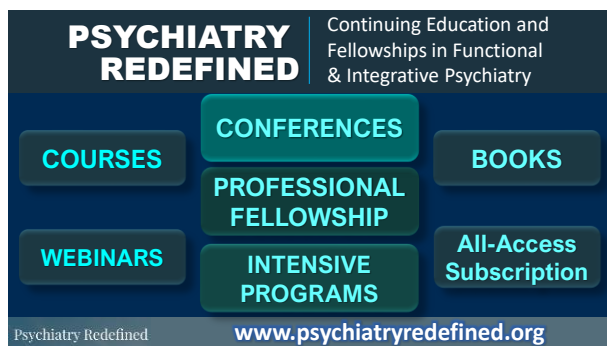 PSYCHIATRY
REDEFINED
Continuing Education and
Fellowships in Functional
& Integrative Psychiatry
COURSES
WEBINARS
CONFERENCES
PROFESSIONAL
FELLOWSHIP
INTENSIVE
PROGRAMS
BOOKS
All-Access
Subscription
Psychiatry Redefined
www.psychiatryredefined.org